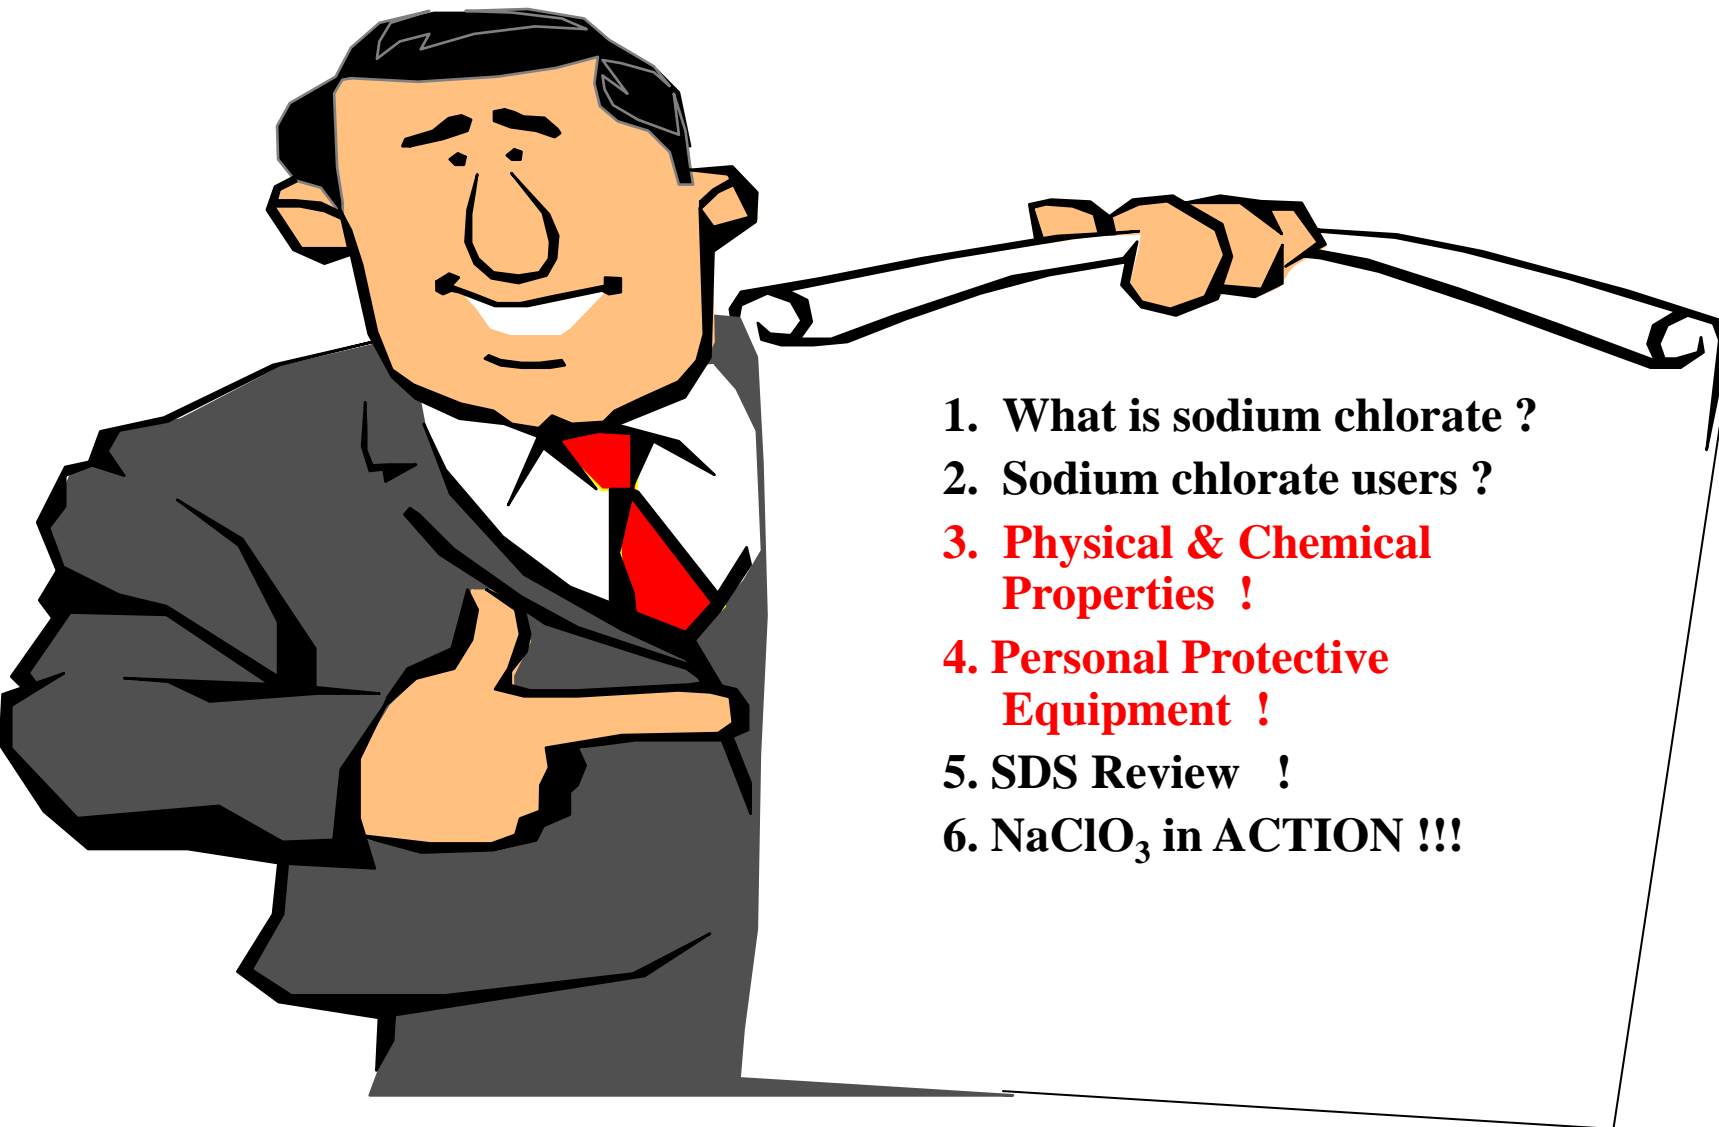 1. What is sodium chlorate ?
2. Sodium chlorate users ?
3. Physical & Chemical
Properties !
4. Personal Protective
Equipment !
5. SDS Review !
6. NaClO₃ in ACTION !!!